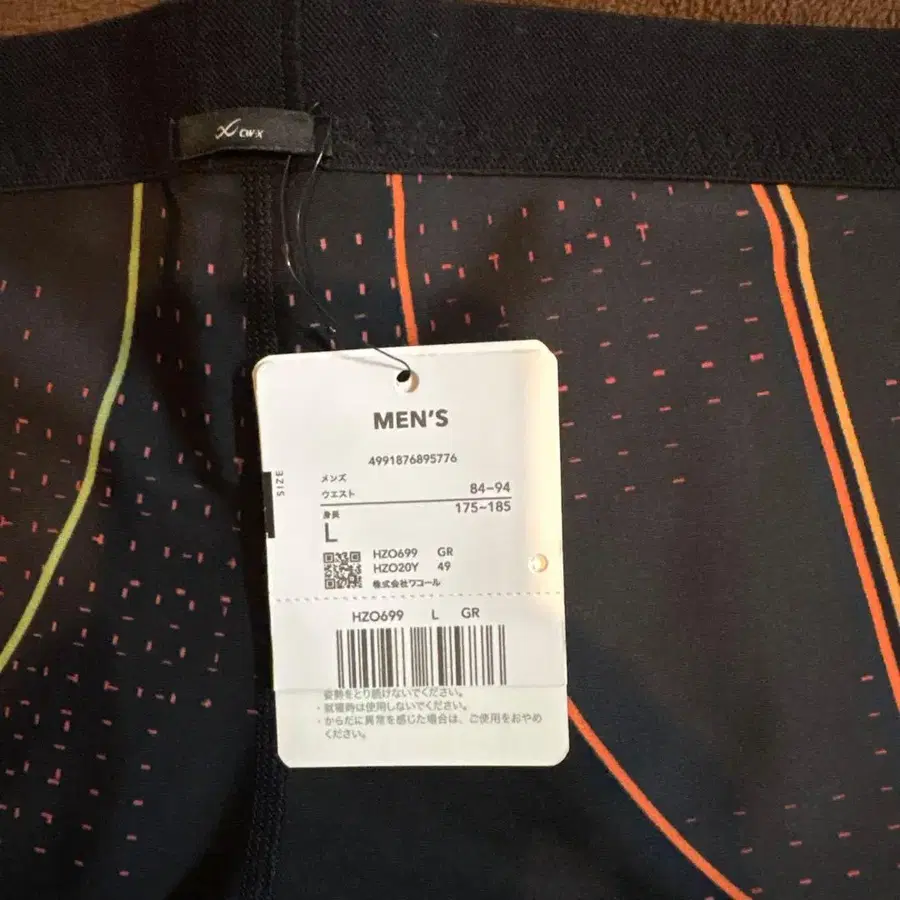 CW-X
MEN'S
4991876895776
SIZE
メンズ
ウエスト 84-94
身長 175-185
L
HZO699 GR
HZO20Y 49
株式会社ワコール
HZO699 L GR
姿勢をとり続けないでください。
・就寝時は使用しないでください。
・からだに異常を感じた場合は、ご使用をおやめ
ください。